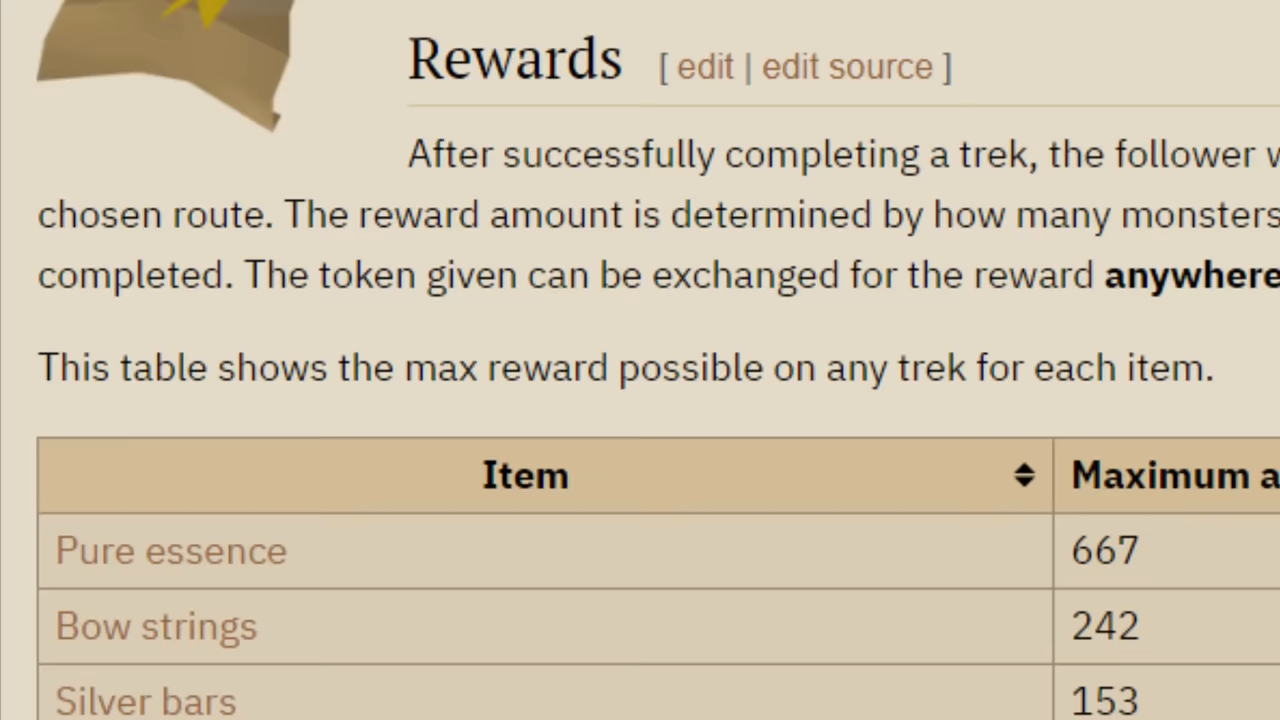 Rewards [ edit | edit source ]
After successfully completing a trek, the follower
chosen route. The reward amount is determined by how many monsters
completed. The token given can be exchanged for the reward anywhere
This table shows the max reward possible on any trek for each item.
Item Maximum a
Pure essence 667
Bow strings 242
Silver bars 153